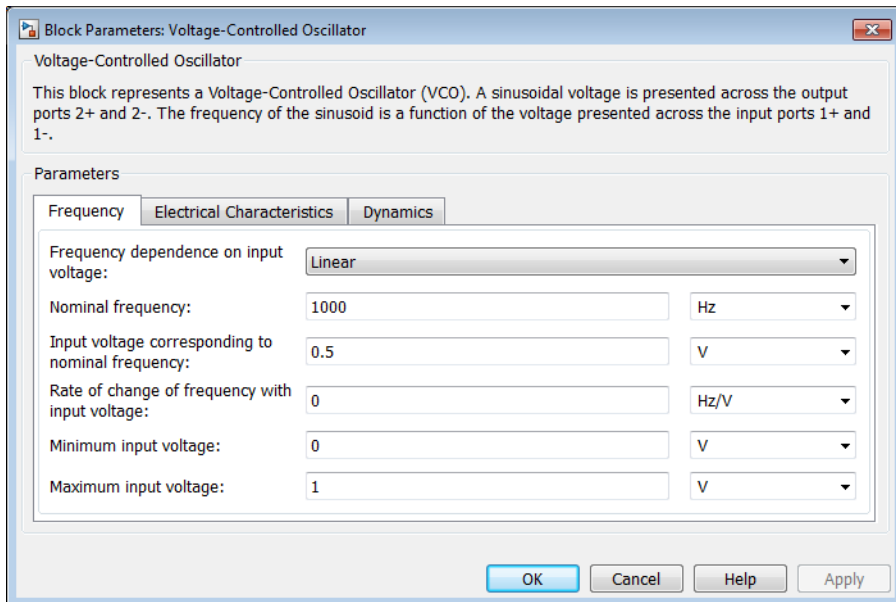 Block Parameters: Voltage-Controlled Oscillator
Voltage-Controlled Oscillator
This block represents a Voltage-Controlled Oscillator (VCO). A sinusoidal voltage is presented across the output
ports 2+ and 2-. The frequency of the sinusoid is a function of the voltage presented across the input ports 1+ and
1-.
Parameters
Frequency Electrical Characteristics Dynamics
Frequency dependence on input
voltage:
Linear
Nominal frequency: 1000 Hz
Input voltage corresponding to
nominal frequency:
0.5 V
Rate of change of frequency with
input voltage:
0 Hz/V
Minimum input voltage: 0 V
Maximum input voltage: 1 V
OK Cancel Help Apply